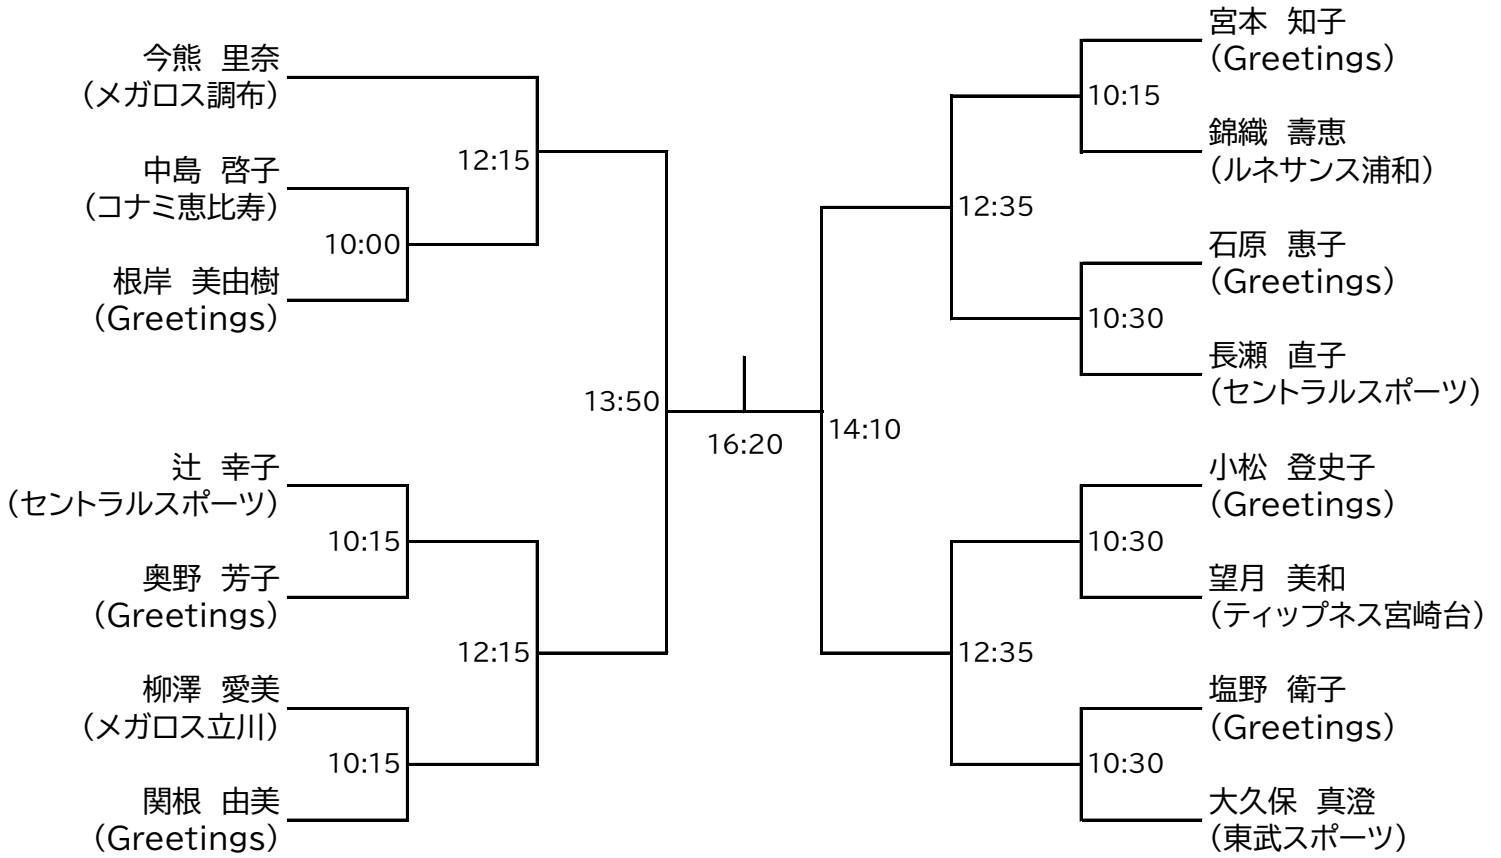 今熊　里奈
（メガロス調布）
12:15
中島　啓子
（コナミ恵比寿）
10:00
根岸　美由樹
（Greetings）
13:50
辻　幸子
（セントラルスポーツ）
10:15
奥野　芳子
（Greetings）
12:15
柳澤　愛美
（メガロス立川）
10:15
関根　由美
（Greetings）
16:20
宮本　知子
（Greetings）
10:15
錦織　壽恵
（ルネサンス浦和）
12:35
石原　惠子
（Greetings）
10:30
長瀬　直子
（セントラルスポーツ）
14:10
小松　登史子
（Greetings）
10:30
望月　美和
（ティップネス宮崎台）
12:35
塩野　衛子
（Greetings）
10:30
大久保　真澄
（東武スポーツ）